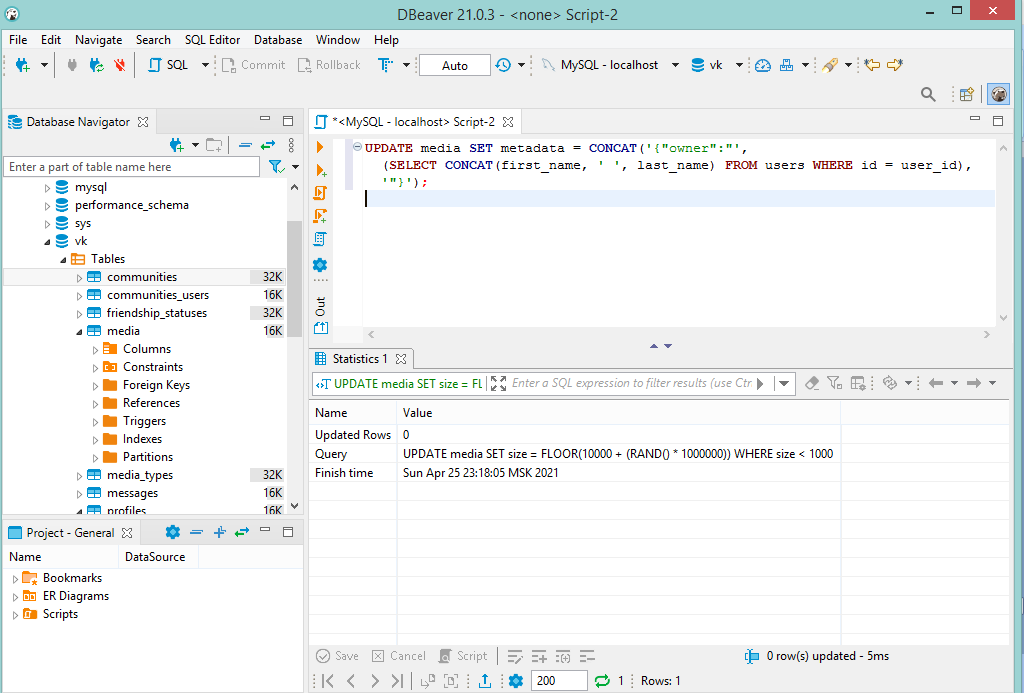 DBeaver 21.0.3 - <none> Script-2
File Edit Navigate Search SQL Editor Database Window Help
SQL Commit Rollback Auto MySQL - localhost vk
Database Navigator
Enter a part of table name here
mysql
performance_schema
sys
vk
Tables
communities 32K
communities_users 16K
friendship_statuses 32K
media 16K
Columns
Constraints
Foreign Keys
References
Triggers
Indexes
Partitions
media_types 32K
messages 16K
profiles 16K
Project - General
Name DataSource
Bookmarks
ER Diagrams
Scripts
*<MySQL - localhost> Script-2
UPDATE media SET metadata = CONCAT('{"owner":"',
(SELECT CONCAT(first_name, ' ', last_name) FROM users WHERE id = user_id),
'"}');
Out
Statistics 1
UPDATE media SET size = FL Enter a SQL expression to filter results (use Ctr
Name Value
Updated Rows 0
Query UPDATE media SET size = FLOOR(10000 + (RAND() * 1000000)) WHERE size < 1000
Finish time Sun Apr 25 23:18:05 MSK 2021
Save Cancel Script 0 row(s) updated - 5ms
200 1 Rows: 1